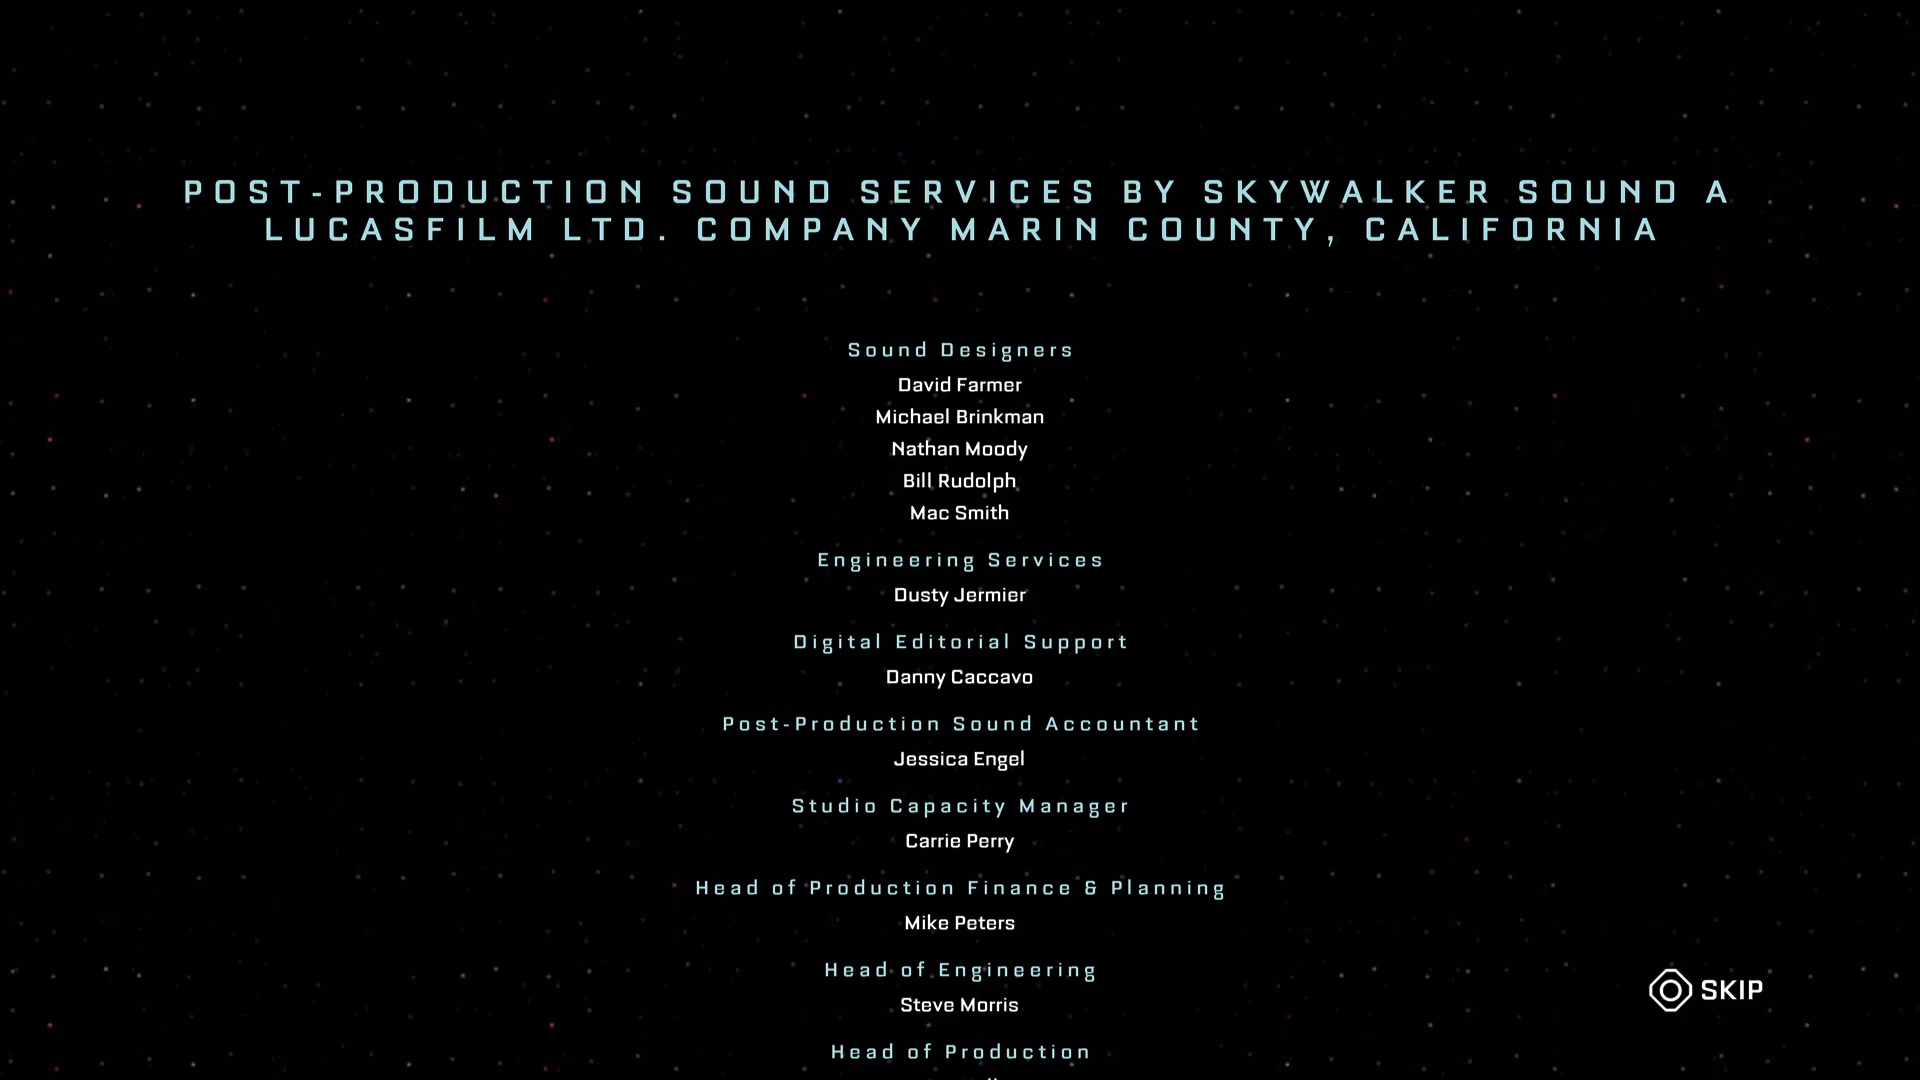 POST-PRODUCTION SOUND SERVICES BY SKYWALKER SOUND A
LUCASFILM LTD. COMPANY MARIN COUNTY, CALIFORNIA
Sound Designers
David Farmer
Michael Brinkman
Nathan Moody
Bill Rudolph
Mac Smith
Engineering Services
Dusty Jermier
Digital Editorial Support
Danny Caccavo
Post-Production Sound Accountant
Jessica Engel
Studio Capacity Manager
Carrie Perry
Head of Production Finance & Planning
Mike Peters
Head of Engineering
Steve Morris
SKIP
Head of Production